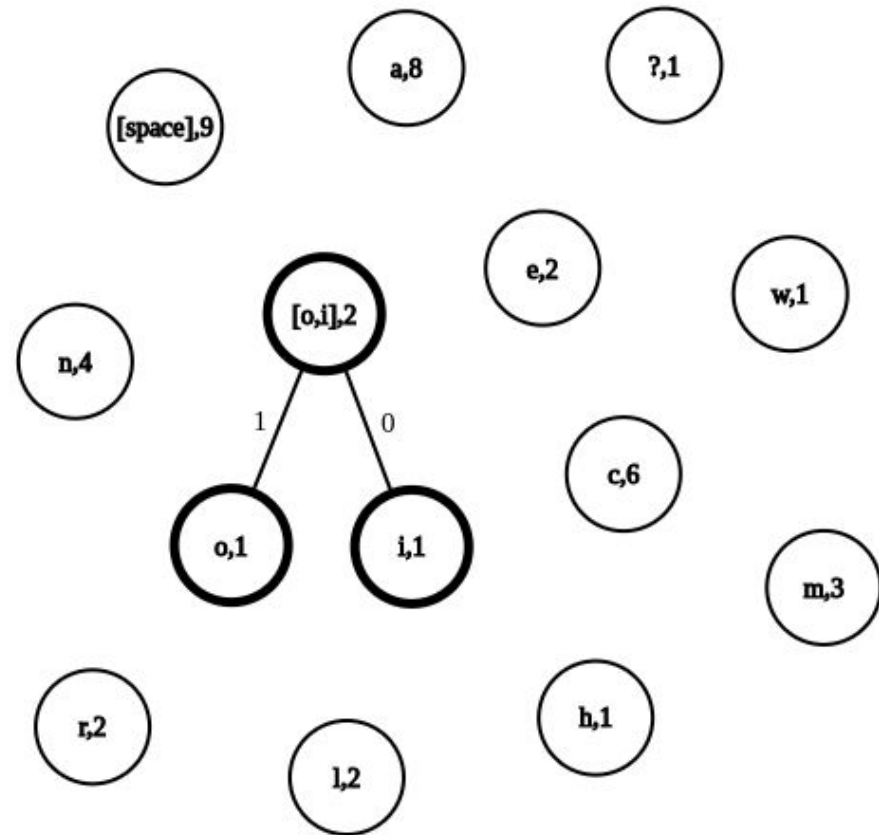 a,8
?,1
[space],9
e,2
w,1
[o,i],2
n,4
1
0
c,6
o,1
i,1
m,3
r,2
h,1
l,2